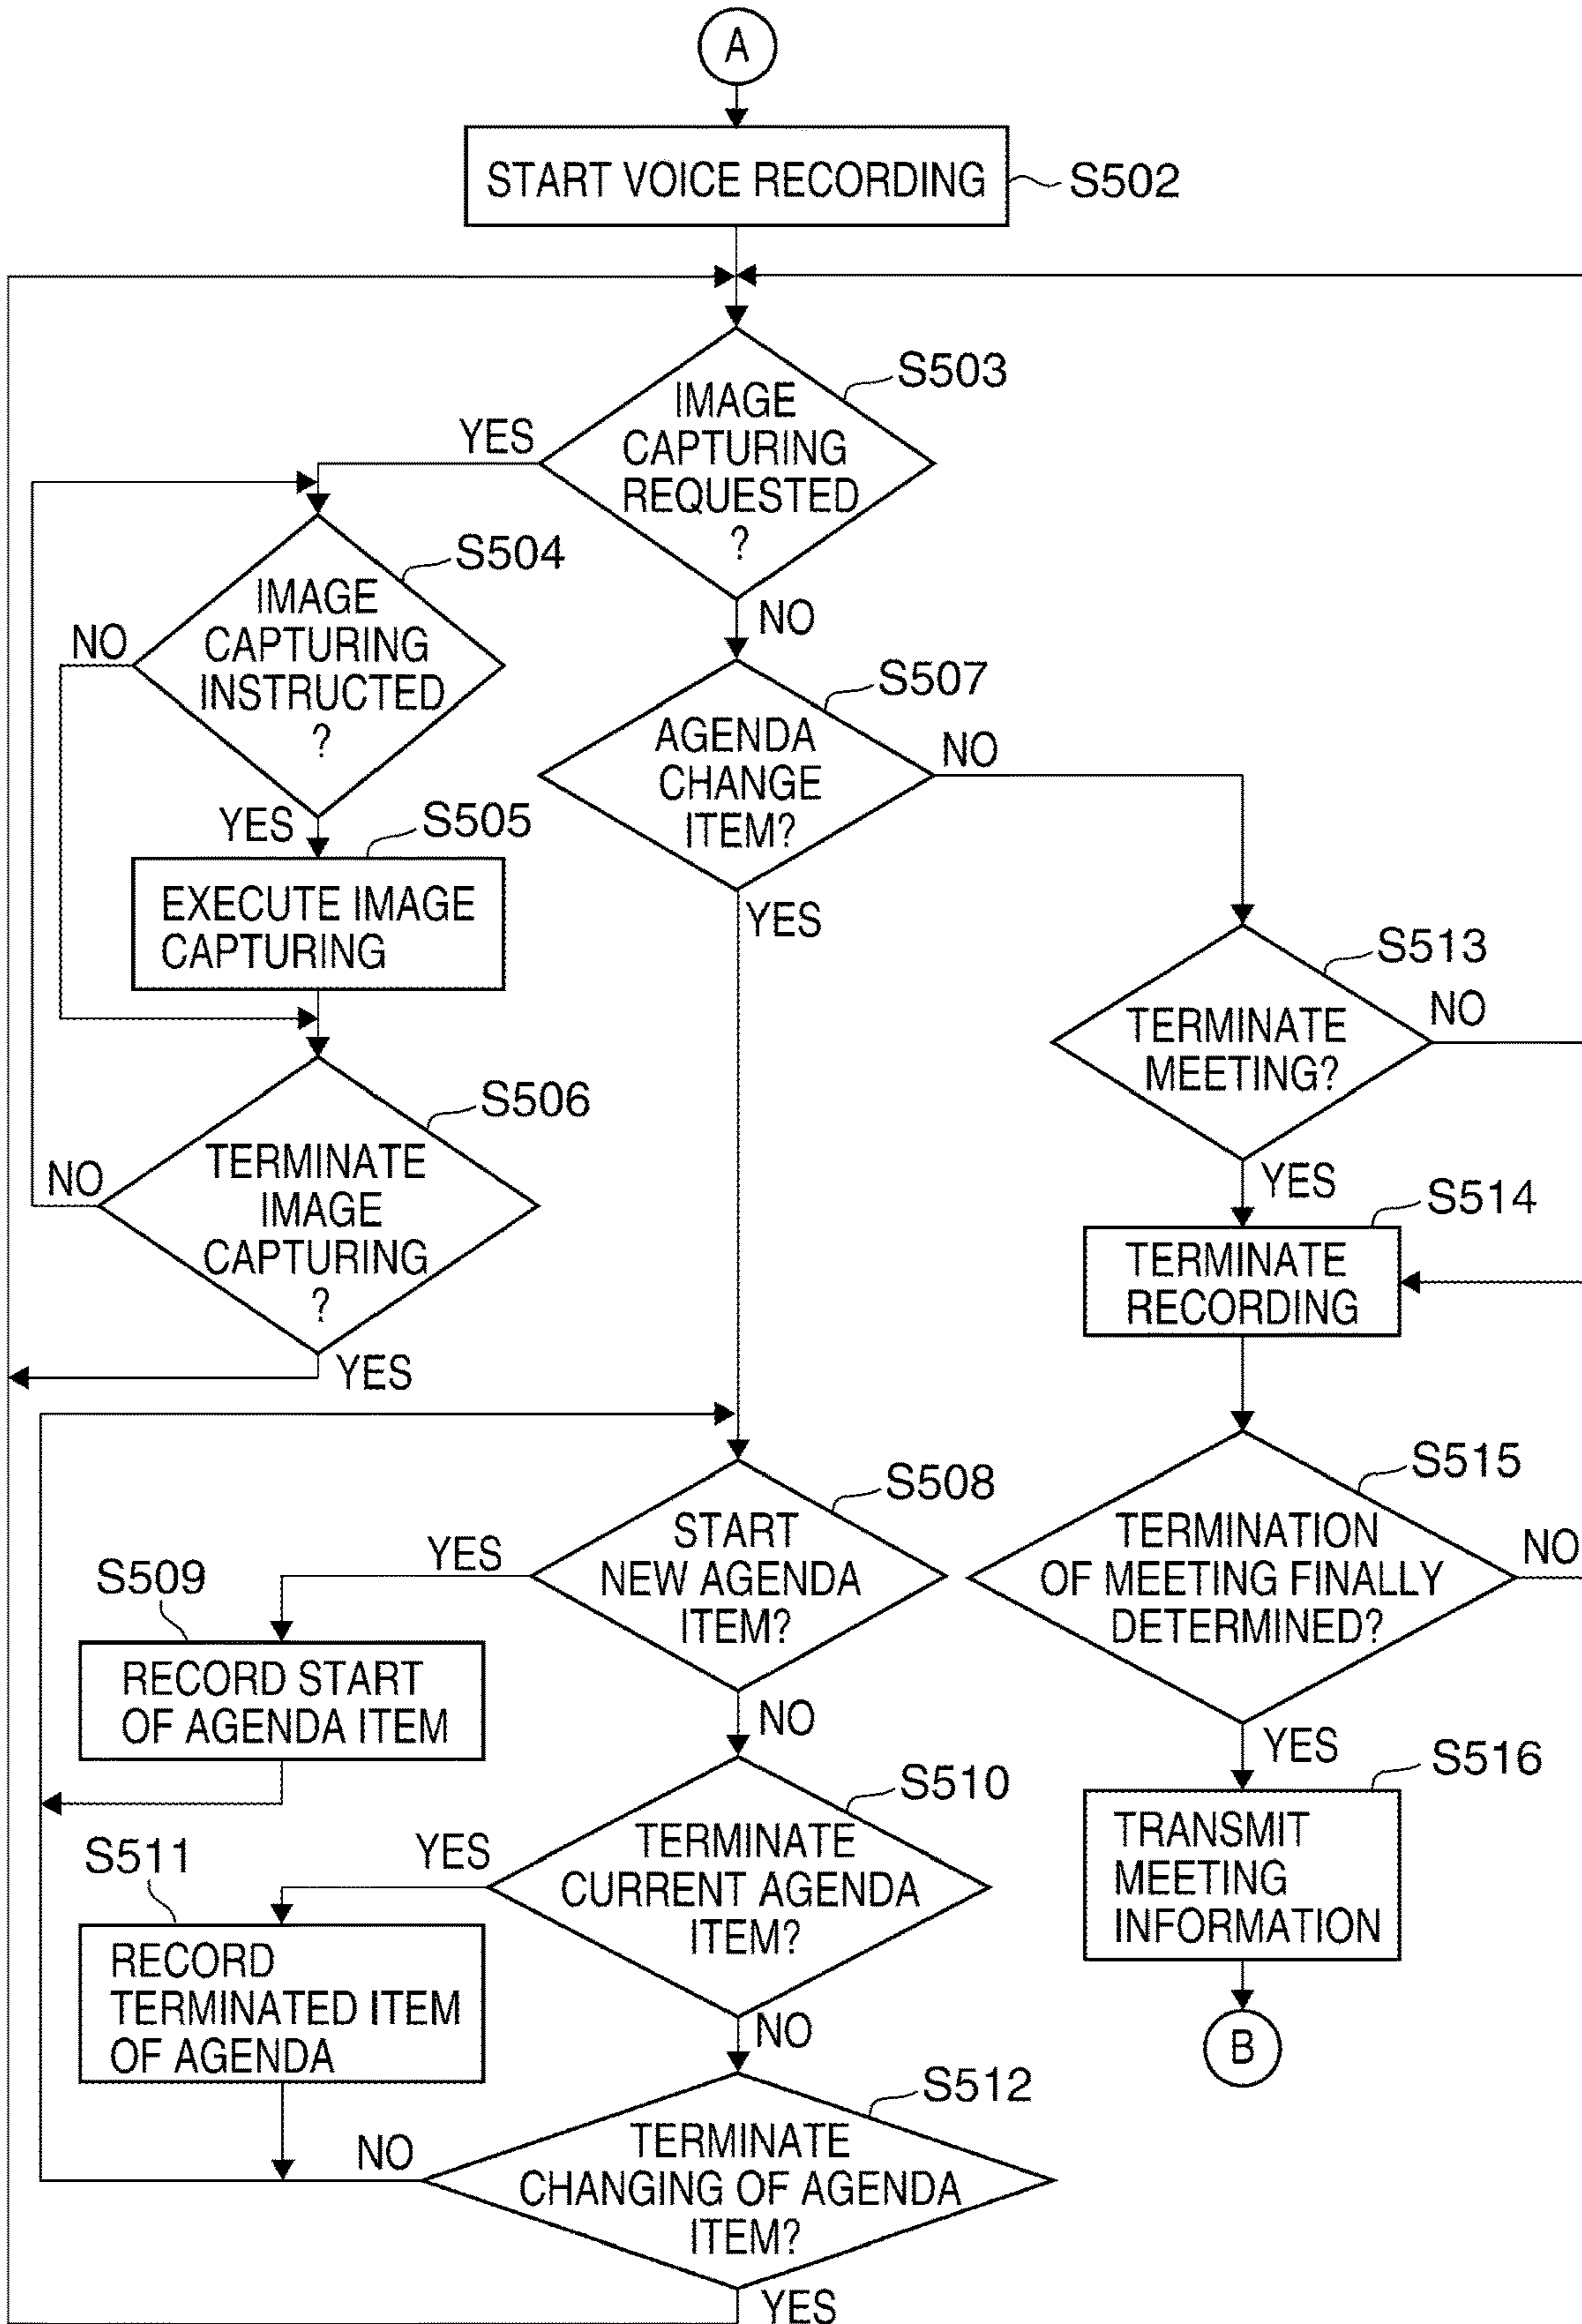 A
START VOICE RECORDING
S502
S503
IMAGE
CAPTURING
REQUESTED
?
YES
NO
S504
IMAGE
CAPTURING
INSTRUCTED
?
NO
YES
S505
EXECUTE IMAGE
CAPTURING
S506
TERMINATE
IMAGE
CAPTURING
?
NO
YES
S507
AGENDA
CHANGE
ITEM?
NO
YES
S513
TERMINATE
MEETING?
NO
YES
S514
TERMINATE
RECORDING
S515
TERMINATION
OF MEETING FINALLY
DETERMINED?
NO
YES
S516
TRANSMIT
MEETING
INFORMATION
B
S508
START
NEW AGENDA
ITEM?
YES
NO
S509
RECORD START
OF AGENDA ITEM
S510
TERMINATE
CURRENT AGENDA
ITEM?
YES
NO
S511
RECORD
TERMINATED ITEM
OF AGENDA
S512
TERMINATE
CHANGING OF AGENDA
ITEM?
NO
YES